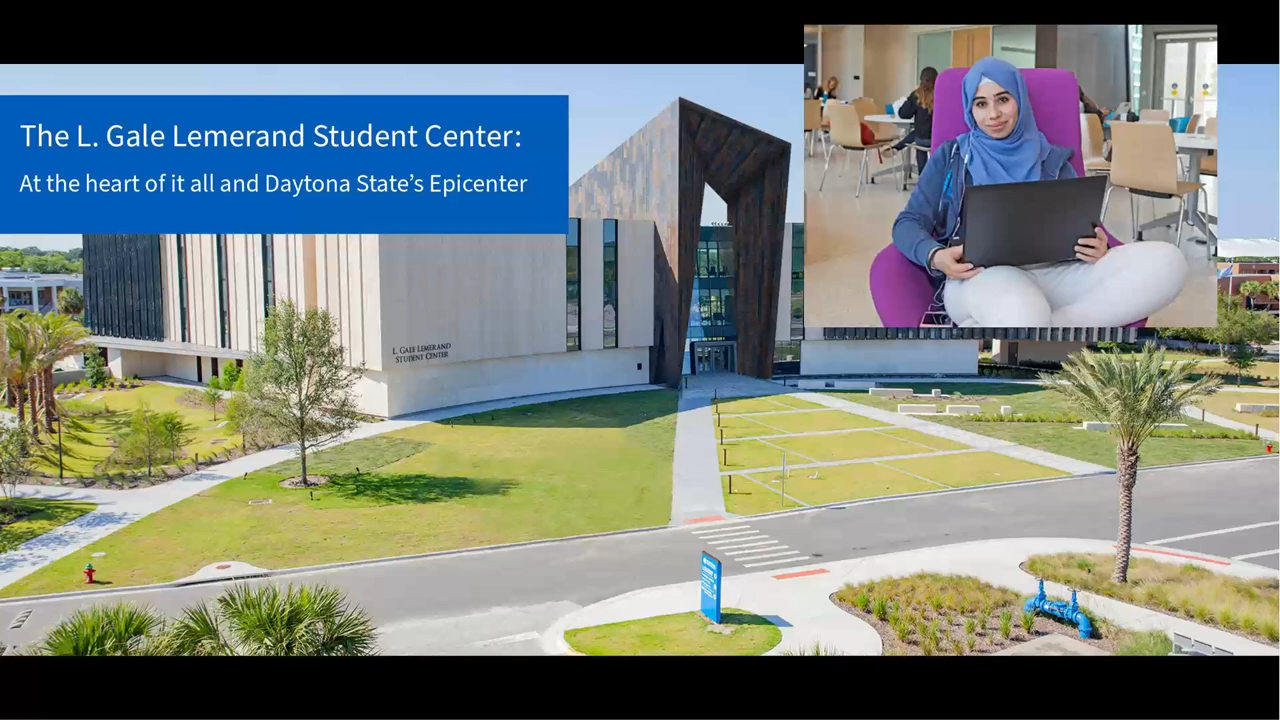 The L. Gale Lemerand Student Center:
At the heart of it all and Daytona State’s Epicenter
L. GALE LEMERAND
STUDENT CENTER